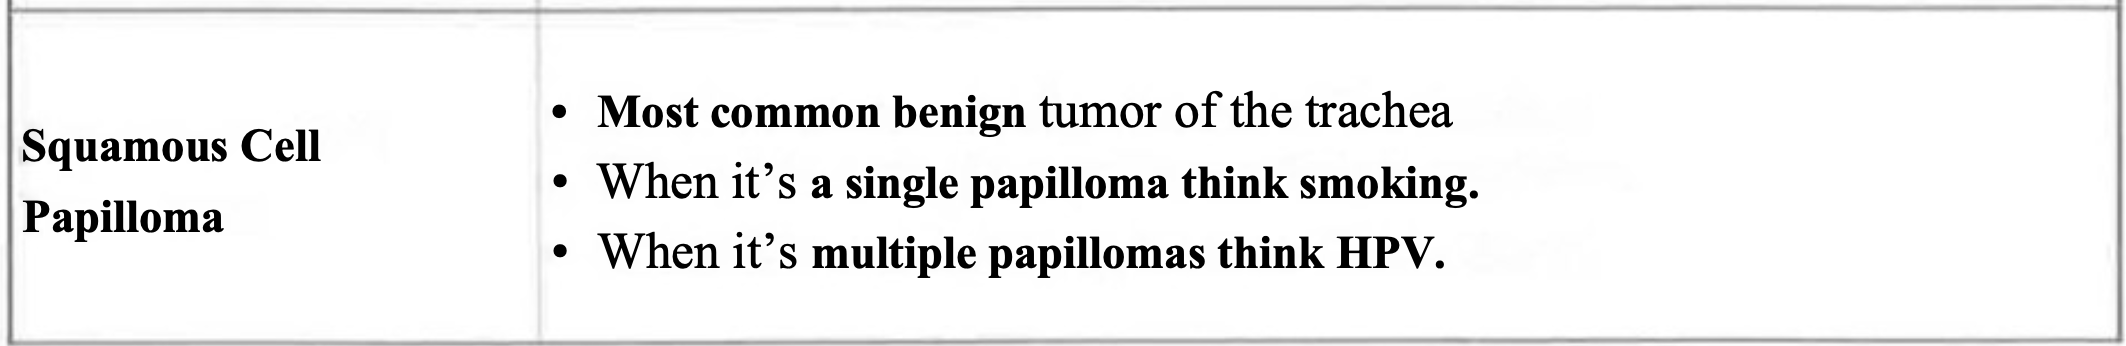 Squamous Cell
Papilloma
• Most common benign tumor of the trachea
• When it’s a single papilloma think smoking.
• When it’s multiple papillomas think HPV.